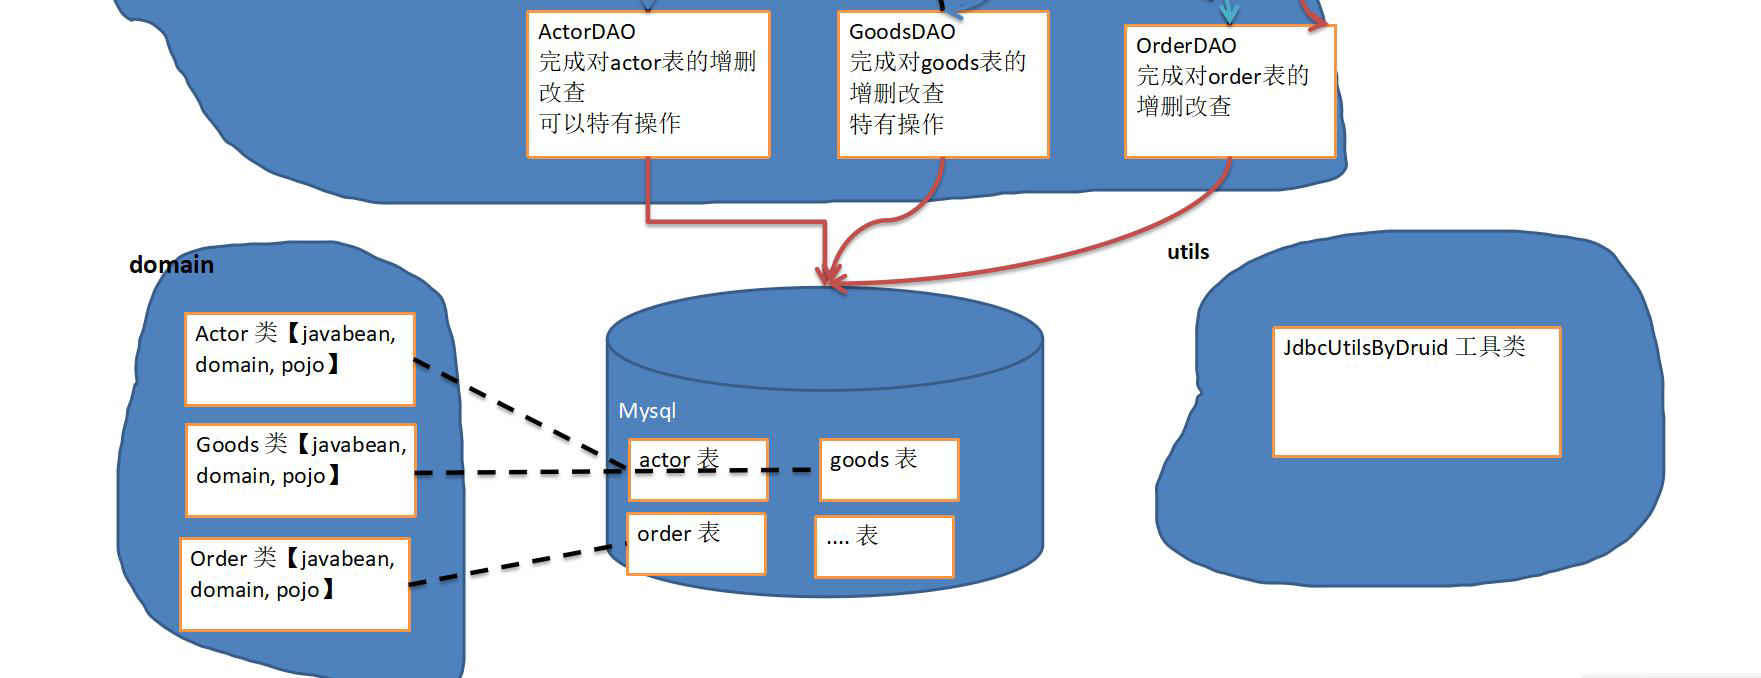 ActorDAO
完成对actor表的增删
改查
可以特有操作
GoodsDAO
完成对goods表的
增删改查
特有操作
OrderDAO
完成对order表的
增删改查
domain
Actor 类【javabean,
domain, pojo】
Goods 类【javabean,
domain, pojo】
Order 类【javabean,
domain, pojo】
Mysql
actor 表
goods 表
order 表
.... 表
utils
JdbcUtilsByDruid 工具类